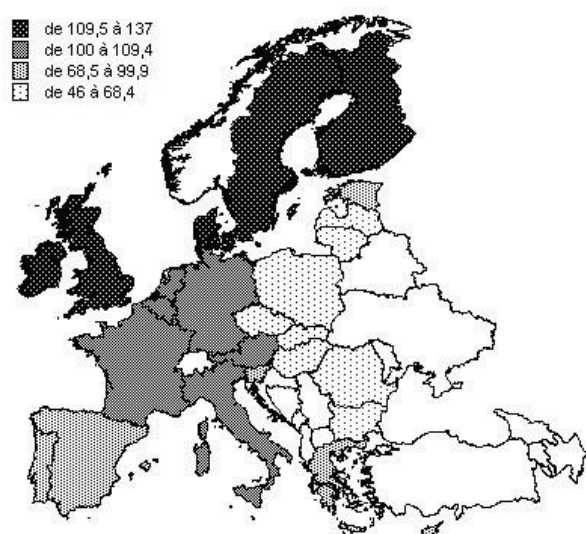 de 109,5 à 137
de 100 à 109,4
de 68,5 à 99,9
de 46 à 68,4